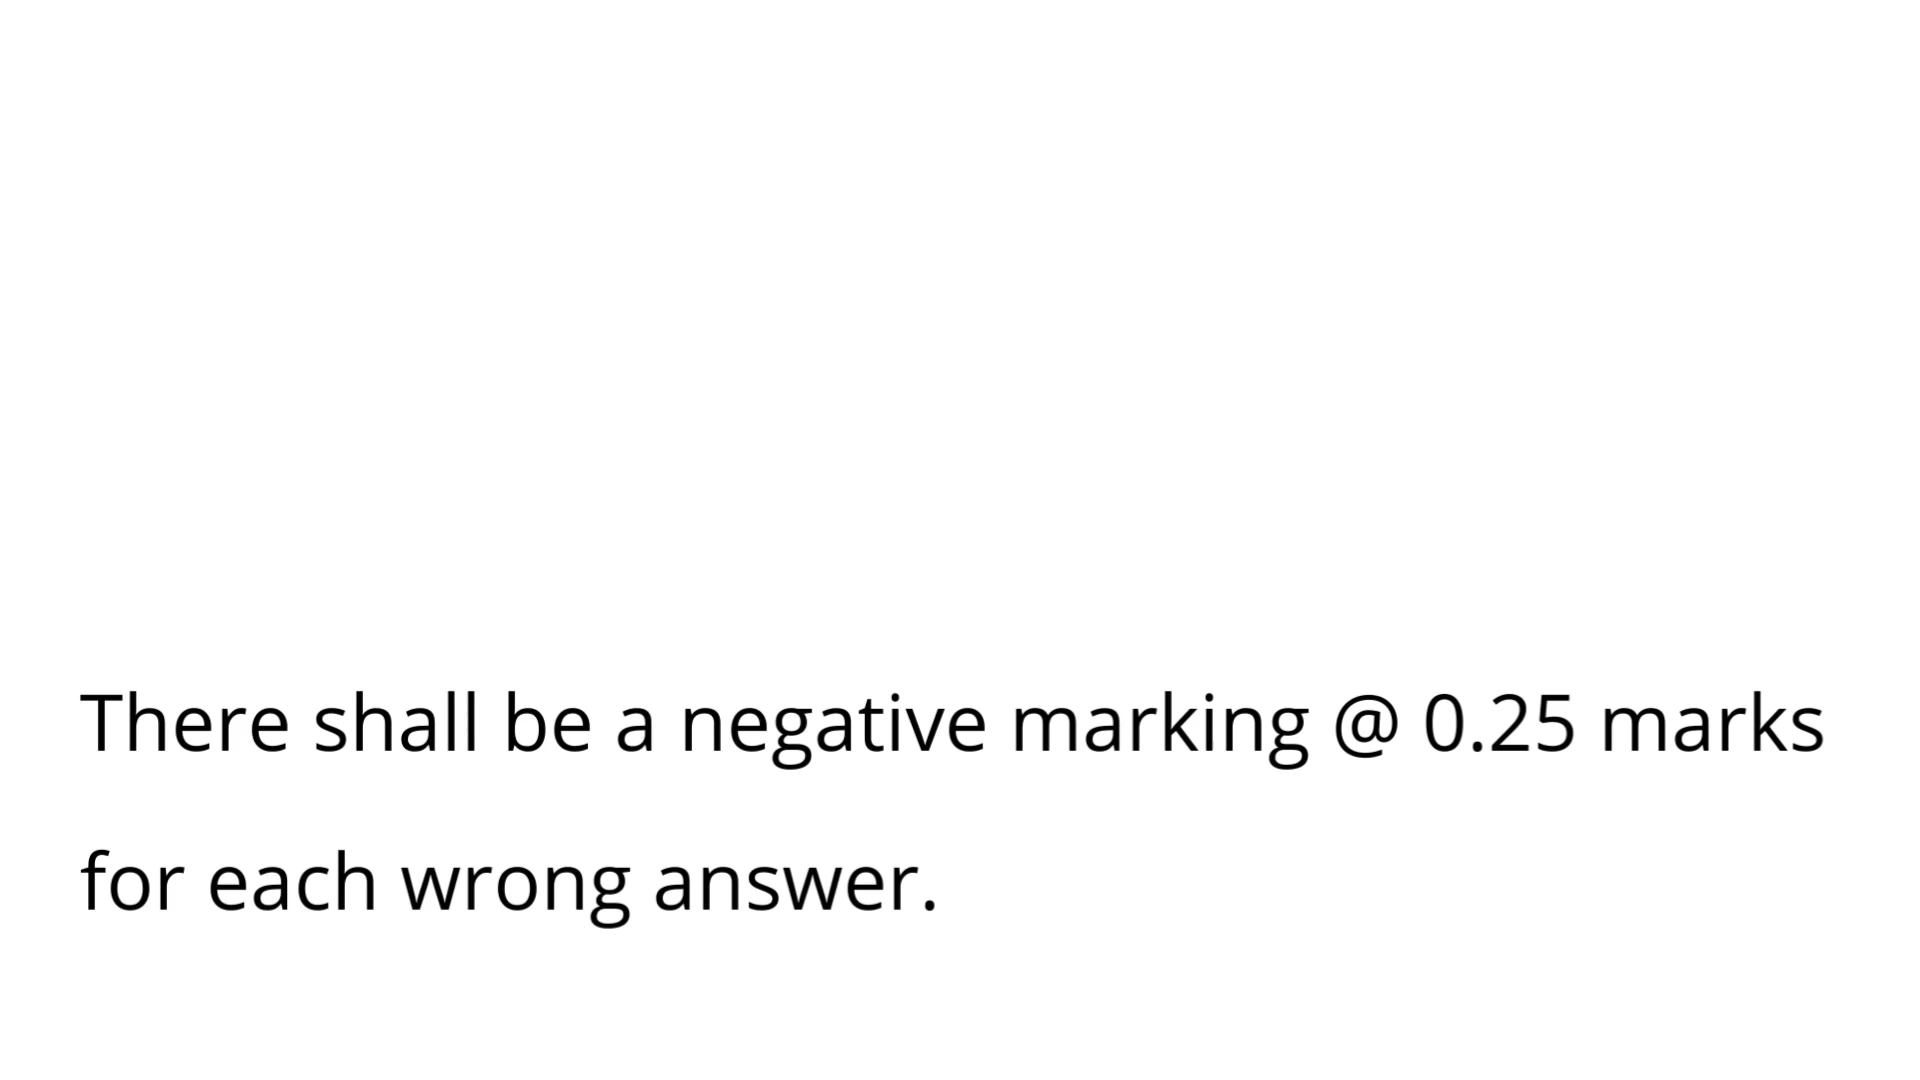 There shall be a negative marking @ 0.25 marks
for each wrong answer.